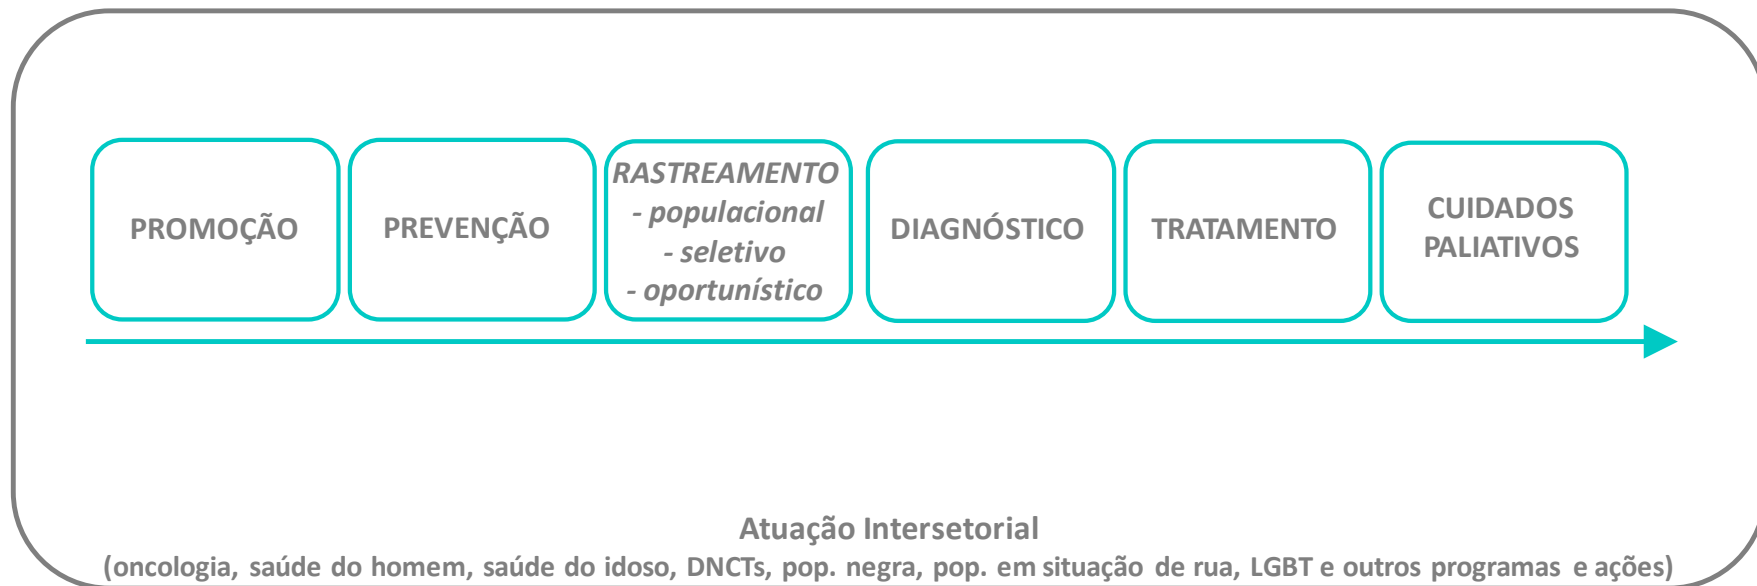 PROMOÇÃO
PREVENÇÃO
RASTREAMENTO
- populacional
- seletivo
- oportunístico
DIAGNÓSTICO
TRATAMENTO
CUIDADOS
PALIATIVOS
Atuação Intersetorial
(oncologia, saúde do homem, saúde do idoso, DNCTs, pop. negra, pop. em situação de rua, LGBT e outros programas e ações)